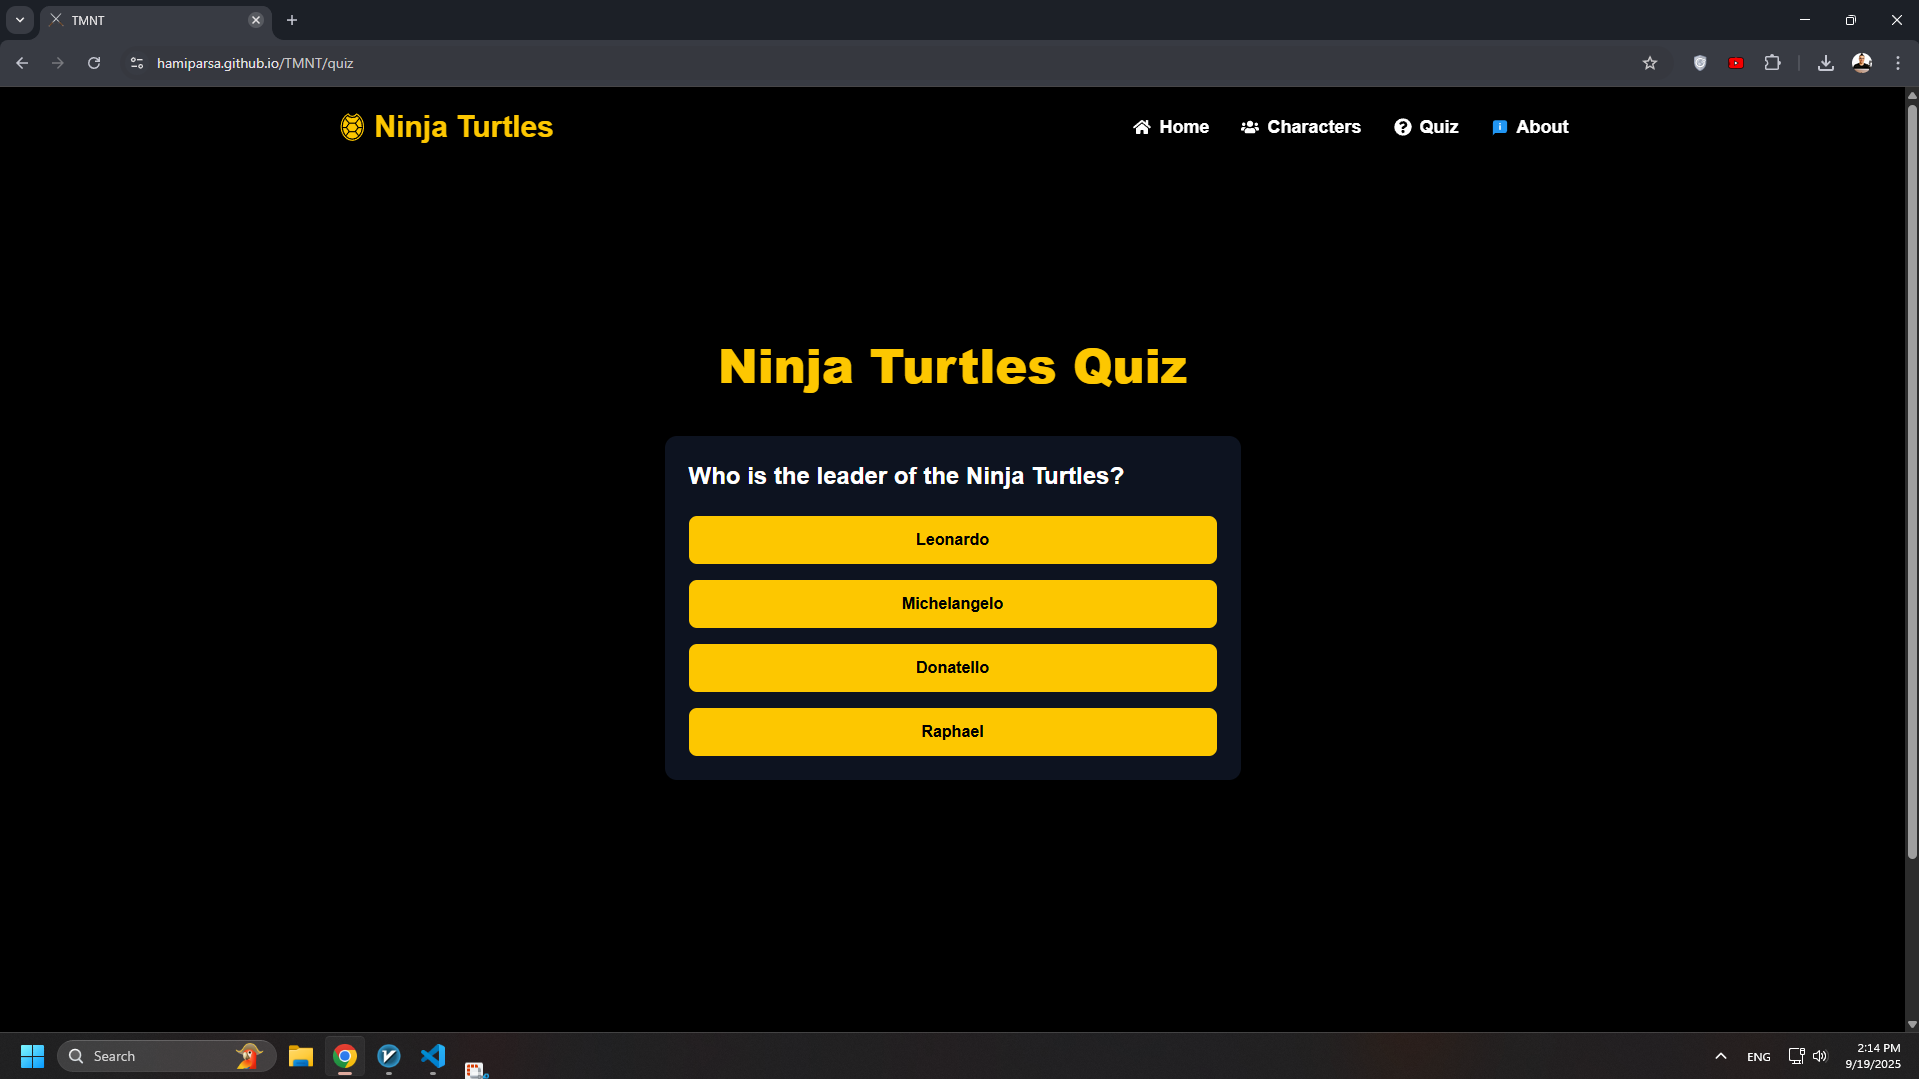 TMNT
hamiparsa.github.io/TMNT/quiz
Ninja Turtles
Home
Characters
Quiz
About
Ninja Turtles Quiz
Who is the leader of the Ninja Turtles?
Leonardo
Michelangelo
Donatello
Raphael
Search
ENG
2:14 PM
9/19/2025